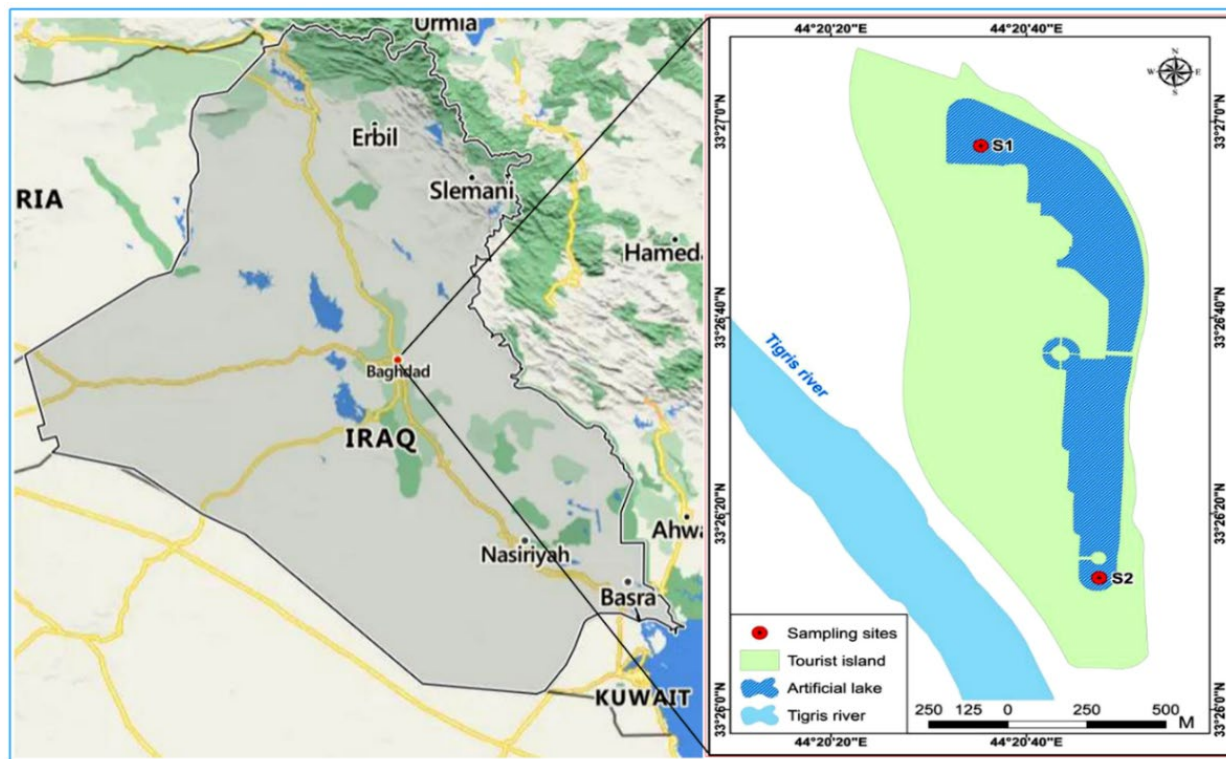 Urmia
Erbil
Slemani
RIA
Hameda
Baghdad
IRAQ
Ahwa
Nasiriyah
Basra
KUWAIT
44°20'20"E
44°20'40"E
N
W
E
S
33°27'0"N
33°27'0"N
S1
33°26'40"N
33°26'40"N
Tigris river
33°26'20"N
33°26'20"N
S2
Sampling sites
Tourist island
Artificial lake
Tigris river
33°26'0"N
33°26'0"N
250 125 0 250 500
M
44°20'20"E
44°20'40"E